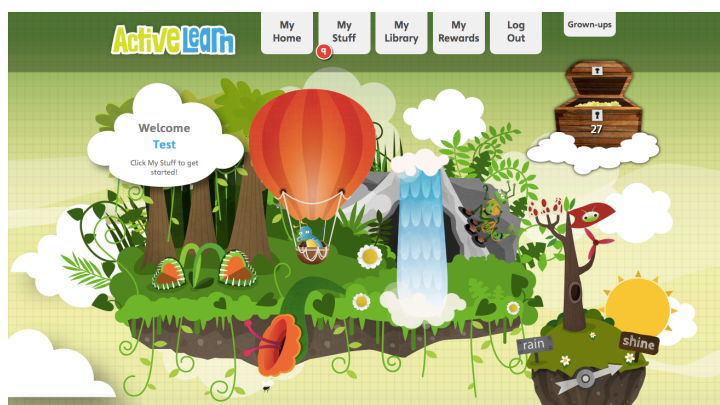 ActiveLearn
My
Home
My
Stuff
9
My
Library
My
Rewards
Log
Out
Grown-ups
27
Welcome
Test
Click My Stuff to get
started!
rain
shine